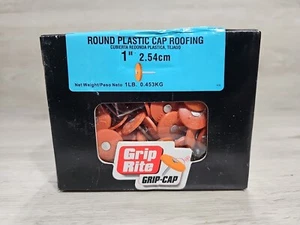 ROUND PLASTIC CAP ROOFING
CUBIERTA REDONDA PLASTICA, TEJADO
1" 2.54cm
Net Weight/Peso Neto: 1LB. 0.453KG
Grip
Rite
GRIP-CAP